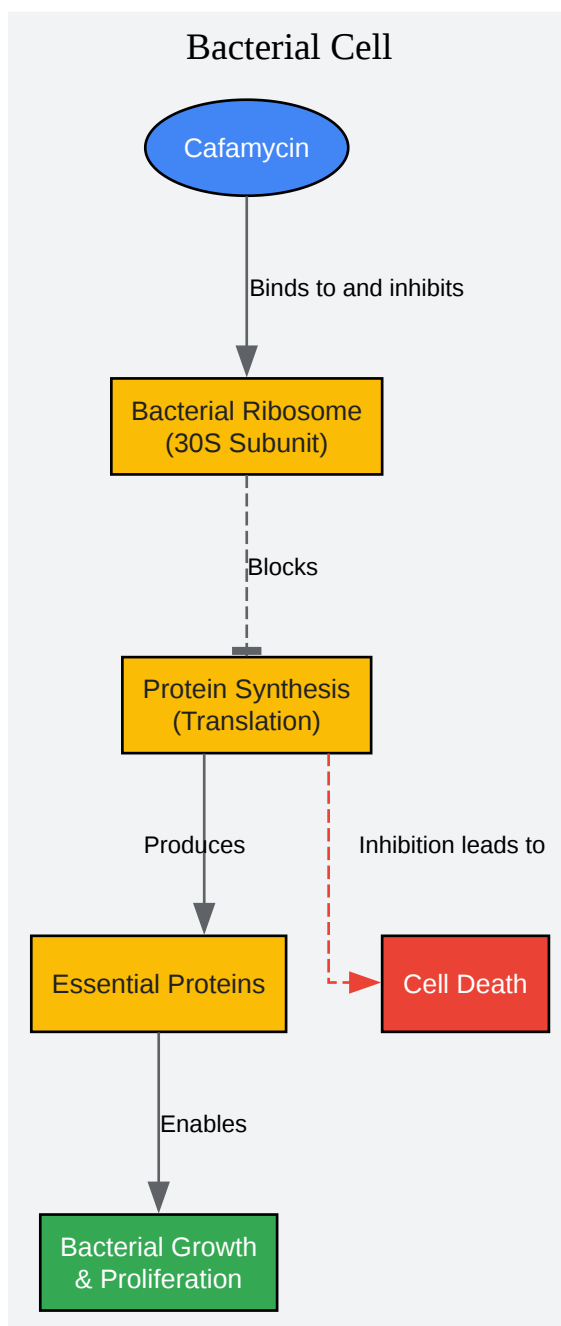 Bacterial Cell
Cafamycin
Binds to and inhibits
Bacterial Ribosome
(30S Subunit)
Blocks
Protein Synthesis
(Translation)
Produces
Inhibition leads to
Essential Proteins
Cell Death
Enables
Bacterial Growth
& Proliferation